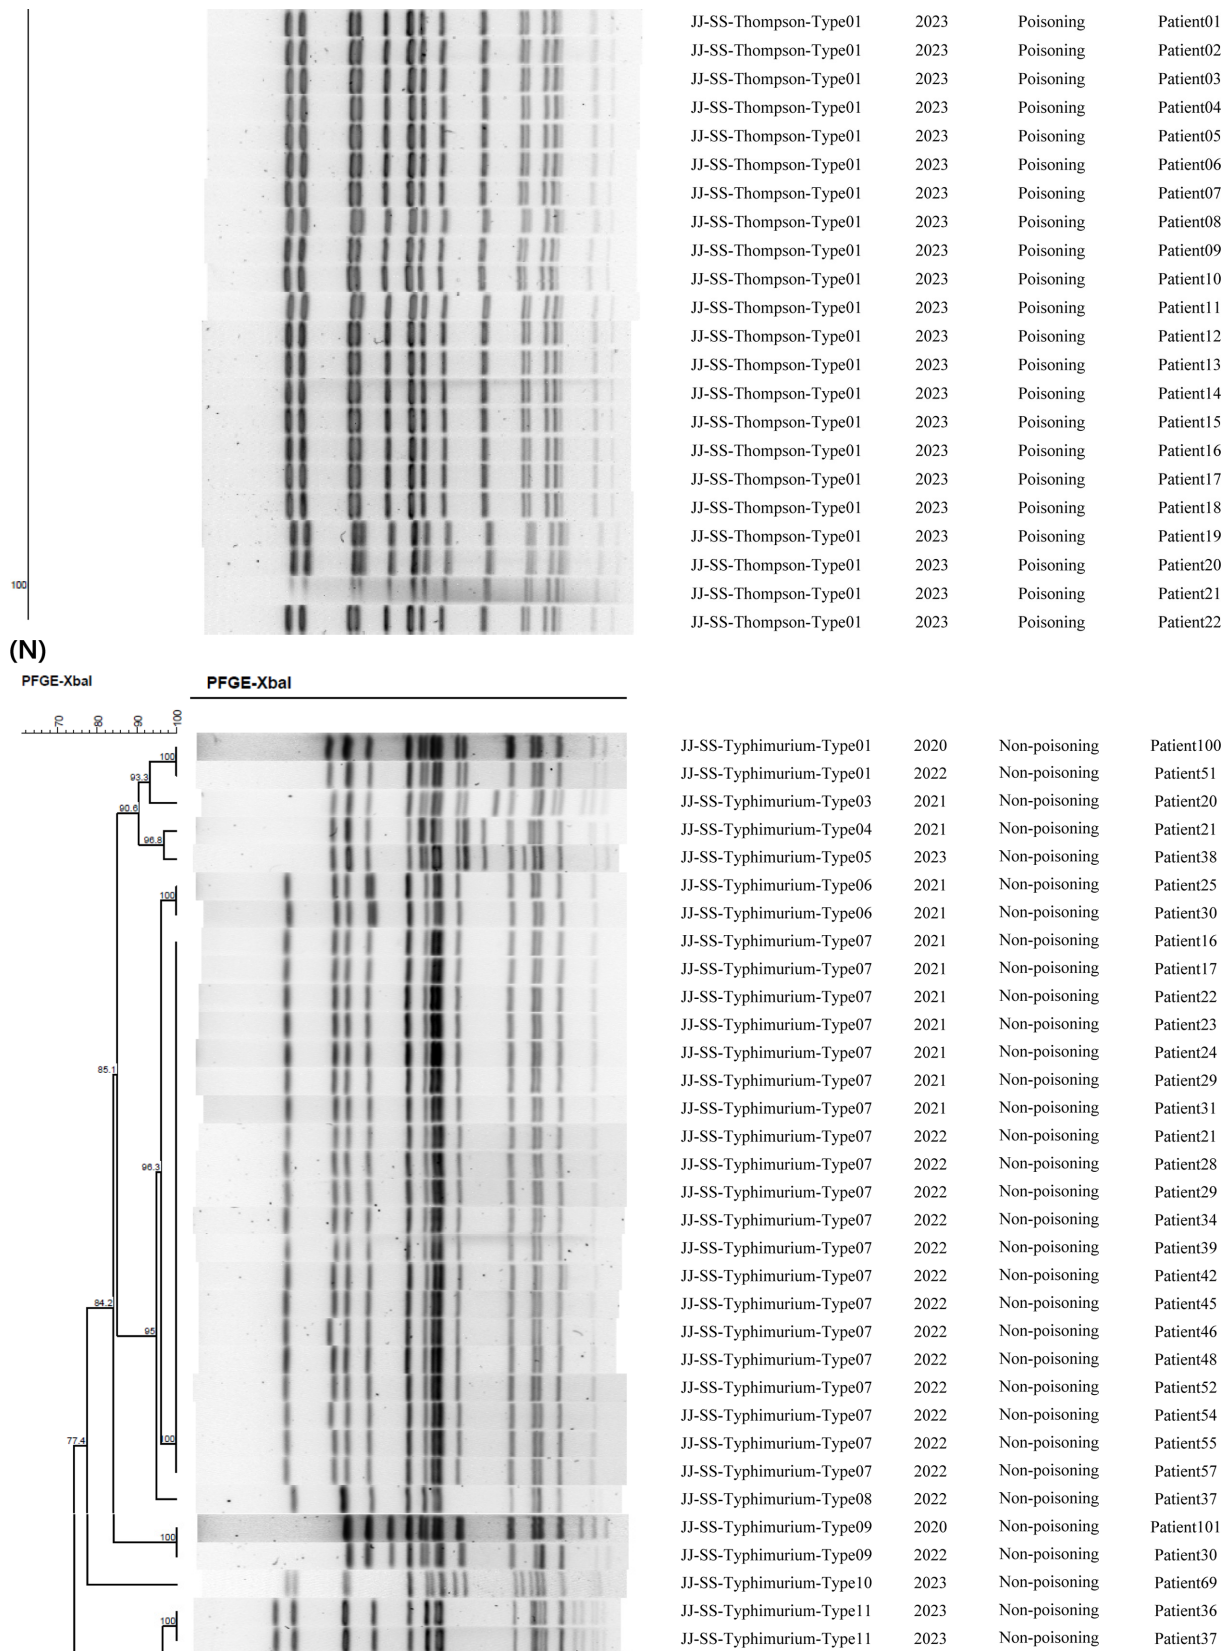 JJ-SS-Thompson-Type01 2023 Poisoning Patient01
JJ-SS-Thompson-Type01 2023 Poisoning Patient02
JJ-SS-Thompson-Type01 2023 Poisoning Patient03
JJ-SS-Thompson-Type01 2023 Poisoning Patient04
JJ-SS-Thompson-Type01 2023 Poisoning Patient05
JJ-SS-Thompson-Type01 2023 Poisoning Patient06
JJ-SS-Thompson-Type01 2023 Poisoning Patient07
JJ-SS-Thompson-Type01 2023 Poisoning Patient08
JJ-SS-Thompson-Type01 2023 Poisoning Patient09
JJ-SS-Thompson-Type01 2023 Poisoning Patient10
JJ-SS-Thompson-Type01 2023 Poisoning Patient11
JJ-SS-Thompson-Type01 2023 Poisoning Patient12
JJ-SS-Thompson-Type01 2023 Poisoning Patient13
JJ-SS-Thompson-Type01 2023 Poisoning Patient14
JJ-SS-Thompson-Type01 2023 Poisoning Patient15
JJ-SS-Thompson-Type01 2023 Poisoning Patient16
JJ-SS-Thompson-Type01 2023 Poisoning Patient17
JJ-SS-Thompson-Type01 2023 Poisoning Patient18
JJ-SS-Thompson-Type01 2023 Poisoning Patient19
JJ-SS-Thompson-Type01 2023 Poisoning Patient20
100
JJ-SS-Thompson-Type01 2023 Poisoning Patient21
JJ-SS-Thompson-Type01 2023 Poisoning Patient22
(N)
PFGE-XbaI PFGE-XbaI
70 80 90 100
JJ-SS-Typhimurium-Type01 2020 Non-poisoning Patient100
100
JJ-SS-Typhimurium-Type01 2022 Non-poisoning Patient51
93.3
JJ-SS-Typhimurium-Type03 2021 Non-poisoning Patient20
90.6
JJ-SS-Typhimurium-Type04 2021 Non-poisoning Patient21
96.8
JJ-SS-Typhimurium-Type05 2023 Non-poisoning Patient38
JJ-SS-Typhimurium-Type06 2021 Non-poisoning Patient25
100
JJ-SS-Typhimurium-Type06 2021 Non-poisoning Patient30
JJ-SS-Typhimurium-Type07 2021 Non-poisoning Patient16
JJ-SS-Typhimurium-Type07 2021 Non-poisoning Patient17
JJ-SS-Typhimurium-Type07 2021 Non-poisoning Patient22
JJ-SS-Typhimurium-Type07 2021 Non-poisoning Patient23
JJ-SS-Typhimurium-Type07 2021 Non-poisoning Patient24
85.1
JJ-SS-Typhimurium-Type07 2021 Non-poisoning Patient29
JJ-SS-Typhimurium-Type07 2021 Non-poisoning Patient31
JJ-SS-Typhimurium-Type07 2022 Non-poisoning Patient21
JJ-SS-Typhimurium-Type07 2022 Non-poisoning Patient28
96.3
JJ-SS-Typhimurium-Type07 2022 Non-poisoning Patient29
JJ-SS-Typhimurium-Type07 2022 Non-poisoning Patient34
JJ-SS-Typhimurium-Type07 2022 Non-poisoning Patient39
JJ-SS-Typhimurium-Type07 2022 Non-poisoning Patient42
84.2
JJ-SS-Typhimurium-Type07 2022 Non-poisoning Patient45
95
JJ-SS-Typhimurium-Type07 2022 Non-poisoning Patient46
JJ-SS-Typhimurium-Type07 2022 Non-poisoning Patient48
JJ-SS-Typhimurium-Type07 2022 Non-poisoning Patient52
JJ-SS-Typhimurium-Type07 2022 Non-poisoning Patient54
77.4 100
JJ-SS-Typhimurium-Type07 2022 Non-poisoning Patient55
JJ-SS-Typhimurium-Type07 2022 Non-poisoning Patient57
JJ-SS-Typhimurium-Type08 2022 Non-poisoning Patient37
JJ-SS-Typhimurium-Type09 2020 Non-poisoning Patient101
100
JJ-SS-Typhimurium-Type09 2022 Non-poisoning Patient30
JJ-SS-Typhimurium-Type10 2023 Non-poisoning Patient69
JJ-SS-Typhimurium-Type11 2023 Non-poisoning Patient36
100
JJ-SS-Typhimurium-Type11 2023 Non-poisoning Patient37